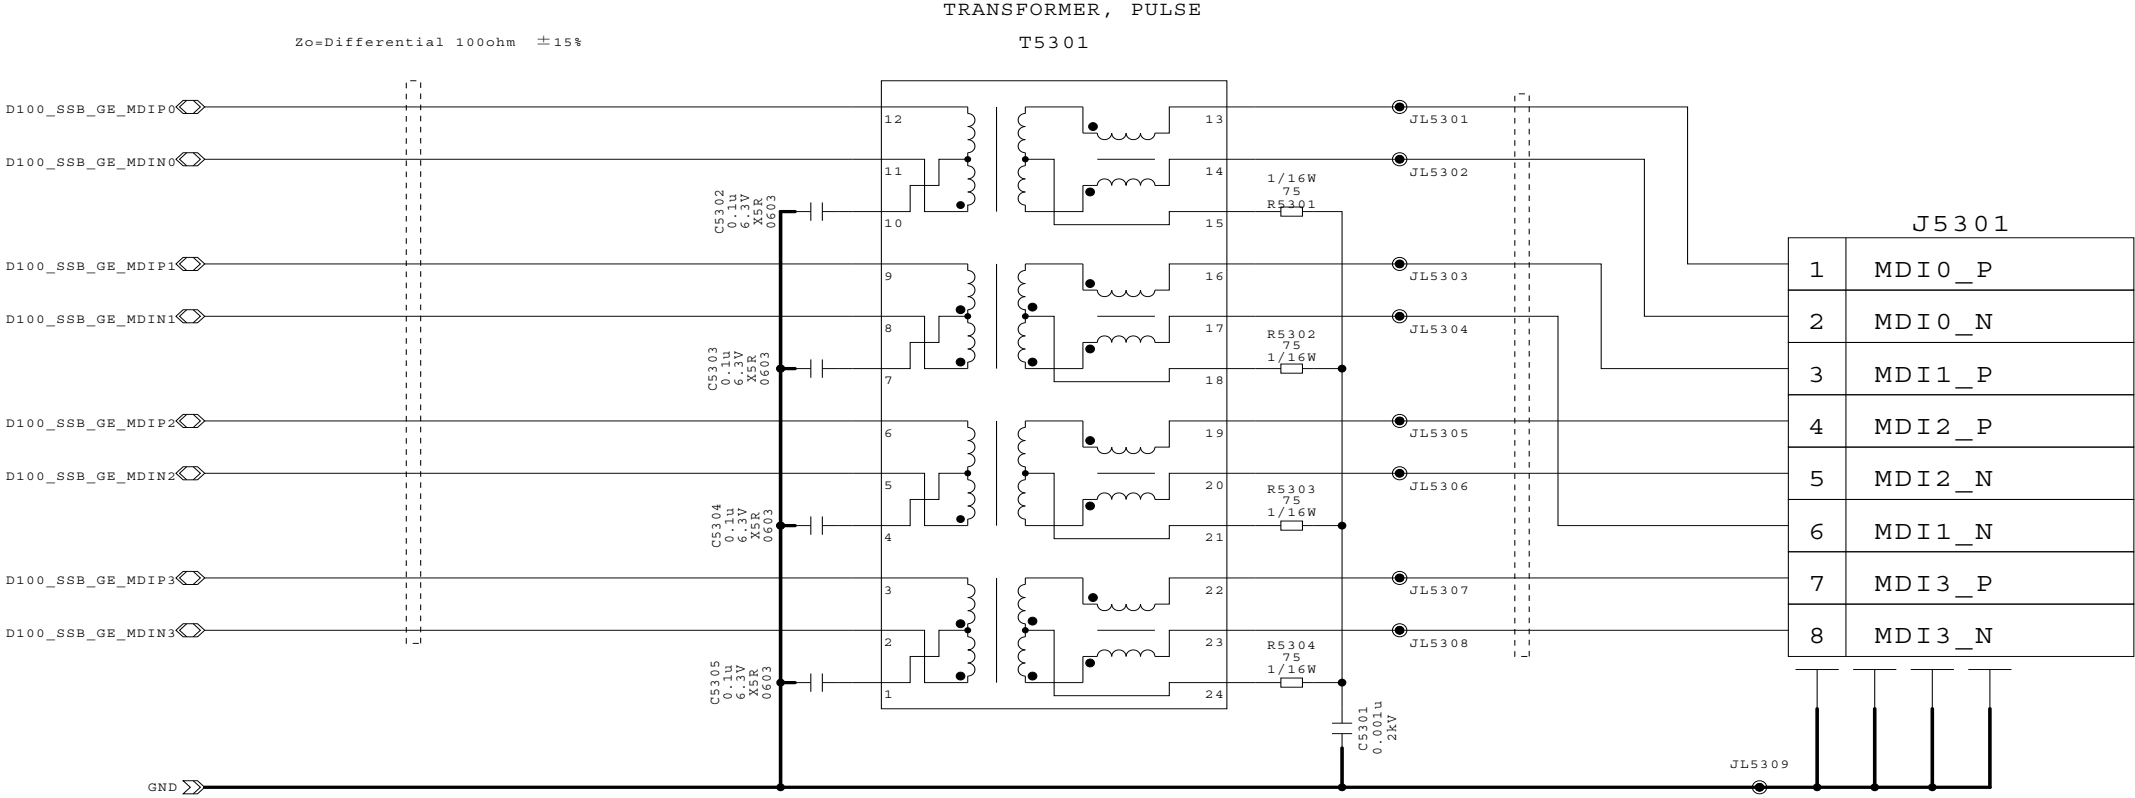 TRANSFORMER, PULSE
T5301
Zo=Differential 100ohm ±15%
D100_SSB_GE_MDIP0
D100_SSB_GE_MDIN0
D100_SSB_GE_MDIP1
D100_SSB_GE_MDIN1
D100_SSB_GE_MDIP2
D100_SSB_GE_MDIN2
D100_SSB_GE_MDIP3
D100_SSB_GE_MDIN3
GND
C5302
0.1u
6.3V
X5R
0603
C5303
0.1u
6.3V
X5R
0603
C5304
0.1u
6.3V
X5R
0603
C5305
0.1u
6.3V
X5R
0603
12
11
10
9
8
7
6
5
4
3
2
1
13
14
15
16
17
18
19
20
21
22
23
24
1/16W
75
R5301
R5302
75
1/16W
R5303
75
1/16W
R5304
75
1/16W
C5301
0.001u
2kV
JL5301
JL5302
JL5303
JL5304
JL5305
JL5306
JL5307
JL5308
JL5309
J5301
1 MDI0_P
2 MDI0_N
3 MDI1_P
4 MDI2_P
5 MDI2_N
6 MDI1_N
7 MDI3_P
8 MDI3_N